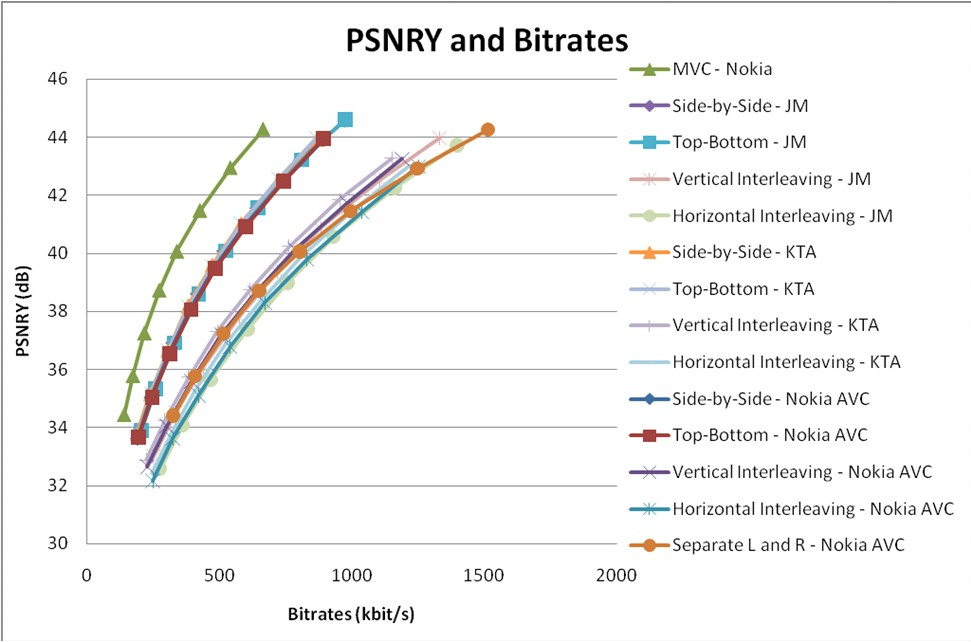 PSNRY and Bitrates
PSNRY (dB)
46
44
42
40
38
36
34
32
30
0
500
1000
1500
2000
Bitrates (kbit/s)
MVC - Nokia
Side-by-Side - JM
Top-Bottom - JM
Vertical Interleaving - JM
Horizontal Interleaving - JM
Side-by-Side - KTA
Top-Bottom - KTA
Vertical Interleaving - KTA
Horizontal Interleaving - KTA
Side-by-Side - Nokia AVC
Top-Bottom - Nokia AVC
Vertical Interleaving - Nokia AVC
Horizontal Interleaving - Nokia AVC
Separate L and R - Nokia AVC